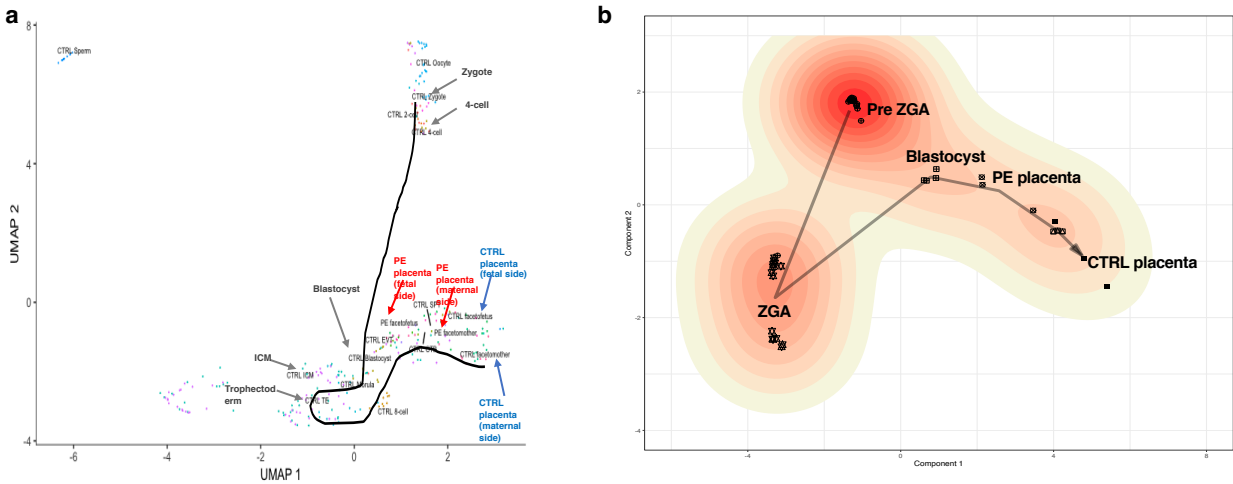 a
8
4
0
-4
UMAP 2
-6
-4
-2
0
2
UMAP 1
CTRL Sperm
CTRL Oocyte
Zygote
CTRL Zygote
4-cell
CTRL 2-cell
CTRL 4-cell
PE
placenta
(fetal
side)
PE
placenta
(maternal
side)
CTRL
placenta
(fetal side)
Blastocyst
CTRL facetofetus
PE facetofetus
PE facetomother
CTRL EVT
CTRL facetomother
CTRL Blastocyst
ICM
CTRL ICM
CTRL Morula
Trophectod
erm
CTRL TE
CTRL 8-cell
CTRL
placenta
(maternal
side)
b
2
0
-2
-4
Component 2
-4
0
4
8
Component 1
Pre ZGA
Blastocyst
PE placenta
CTRL placenta
ZGA